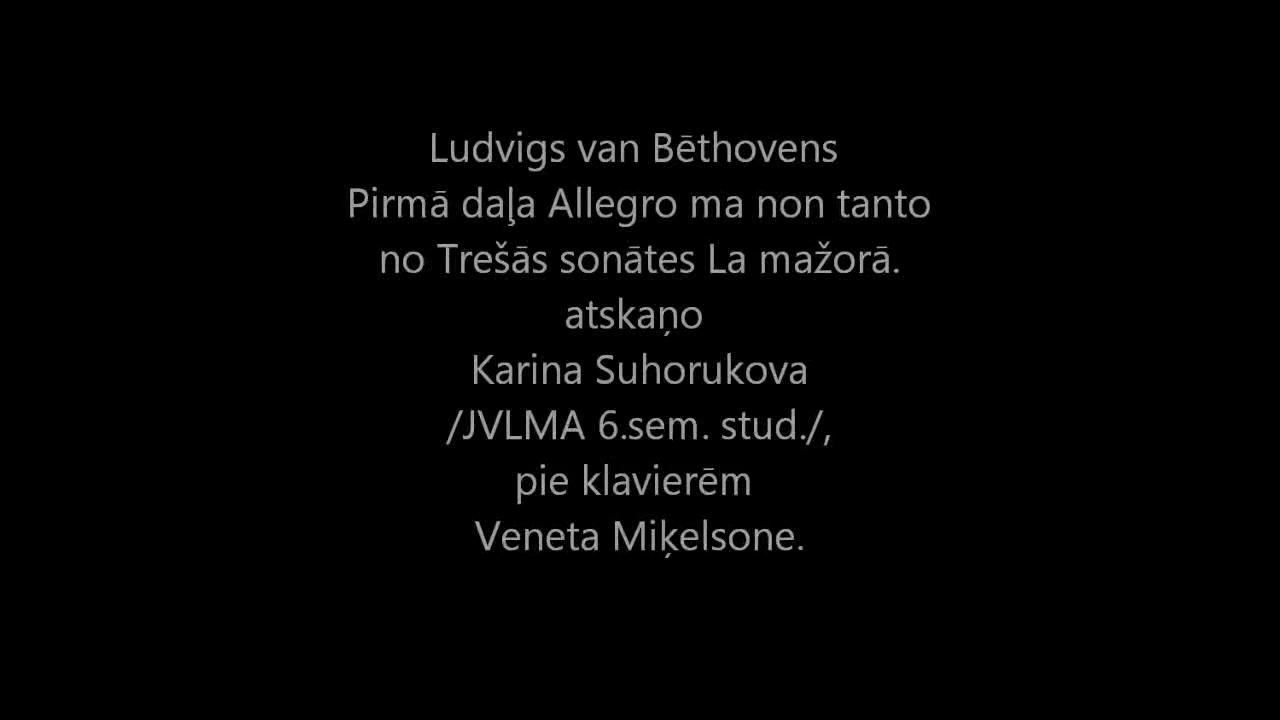 Ludvigs van Bēthovens
Pirmā daļa Allegro ma non tanto
no Trešās sonātes La mažorā.
atskaņo
Karina Suhorukova
/JVLMA 6.sem. stud./,
pie klavierēm
Veneta Miķelsone.